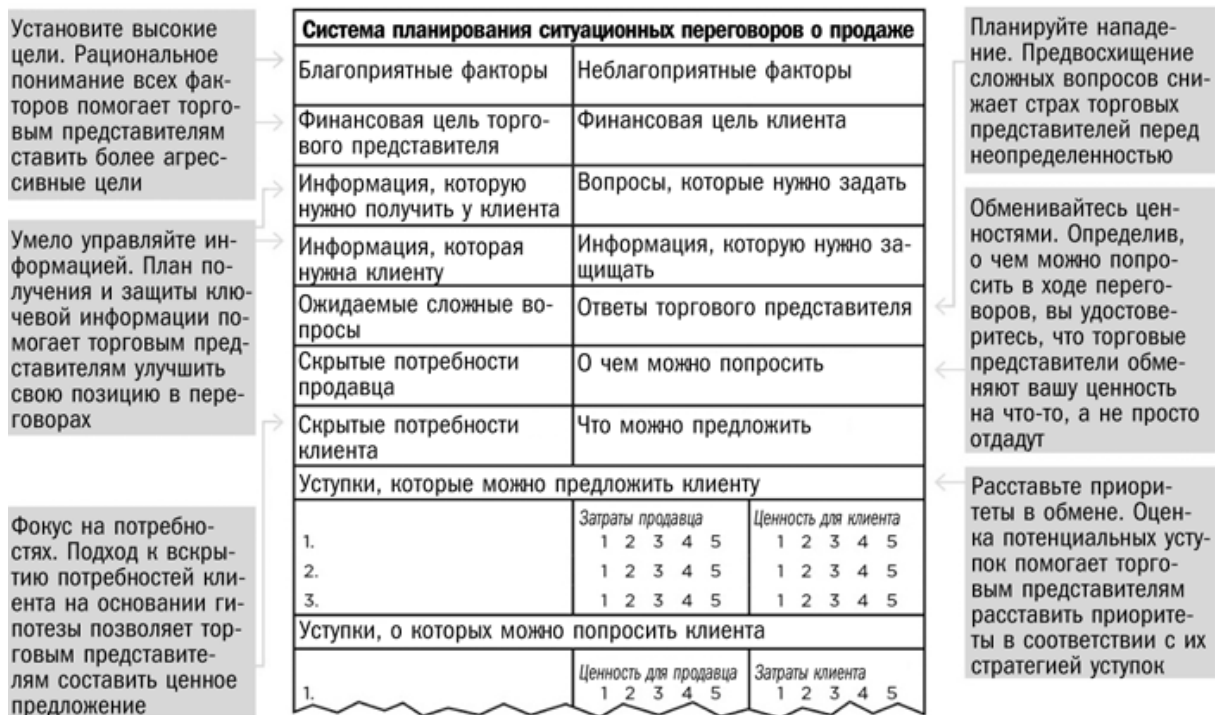 Установите высокие
цели. Рациональное
понимание всех фак-
торов помогает торго-
вым представителям
ставить более агрес-
сивные цели
Умело управляйте ин-
формацией. План по-
лучения и защиты клю-
чевой информации по-
могает торговым пред-
ставителям улучшить
свою позицию в пере-
говорах
Фокус на потребно-
стях. Подход к вскры-
тию потребностей кли-
ента на основании ги-
потезы позволяет тор-
говым представите-
лям составить ценное
предложение
Система планирования ситуационных переговоров о продаже
Благоприятные факторы
Неблагоприятные факторы
Финансовая цель торго-
вого представителя
Финансовая цель клиента
Информация, которую
нужно получить у клиента
Вопросы, которые нужно задать
Информация, которая
нужна клиенту
Информация, которую нужно за-
щищать
Ожидаемые сложные во-
просы
Ответы торгового представителя
Скрытые потребности
продавца
О чем можно попросить
Скрытые потребности
клиента
Что можно предложить
Уступки, которые можно предложить клиенту
Затраты продавца
Ценность для клиента
1. 1 2 3 4 5 1 2 3 4 5
2. 1 2 3 4 5 1 2 3 4 5
3. 1 2 3 4 5 1 2 3 4 5
Уступки, о которых можно попросить клиента
Ценность для продавца
Затраты клиента
1. 1 2 3 4 5 1 2 3 4 5
Планируйте нападе-
ние. Предвосхищение
сложных вопросов сни-
жает страх торговых
представителей перед
неопределенностью
Обменивайтесь цен-
ностями. Определив,
о чем можно попро-
сить в ходе перего-
воров, вы удостове-
ритесь, что торговые
представители обме-
няют вашу ценность
на что-то, а не просто
отдадут
Расставьте приори-
теты в обмене. Оцен-
ка потенциальных усту-
пок помогает торго-
вым представителям
расставить приорите-
ты в соответствии с их
стратегией уступок